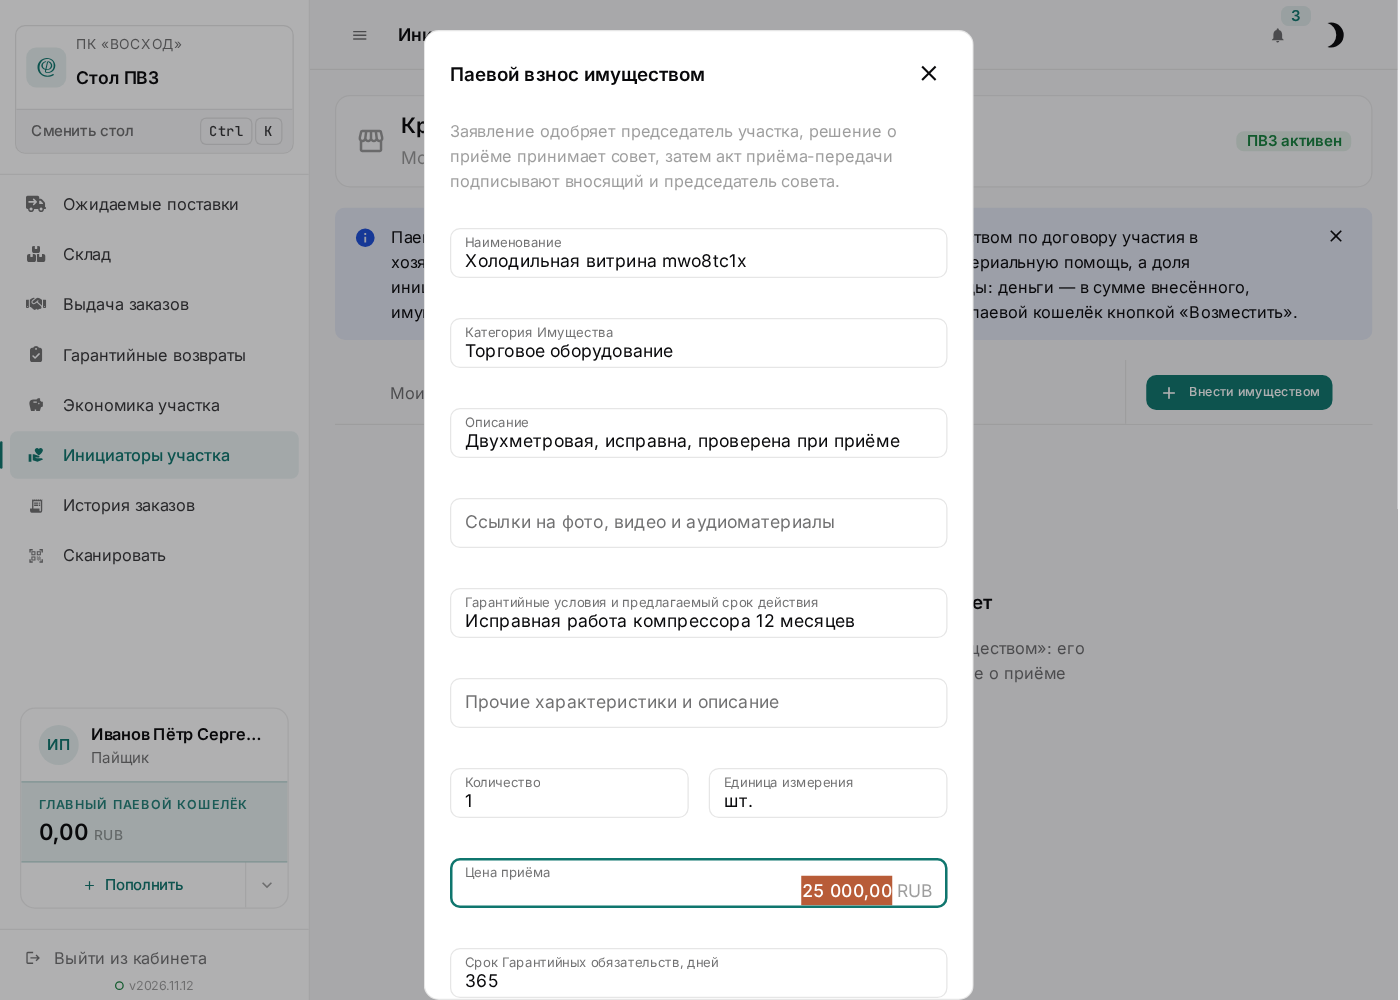 ПК «ВОСХОД»
Стол ПВЗ
Сменить стол
Ctrl K
Ожидаемые поставки
Склад
Выдача заказов
Гарантийные возвраты
Экономика участка
Инициаторы участка
История заказов
Сканировать
ИП
Иванов Пётр Серге...
Пайщик
ГЛАВНЫЙ ПАЕВОЙ КОШЕЛЁК
0,00 RUB
+ Пополнить
Выйти из кабинета
v2026.11.12
3
ПВЗ активен
твом по договору участия в
хозя
ериальную помощь, а доля
ы: деньги — в сумме внесённого,
паевой кошелёк кнопкой «Возместить».
Мои
Внести имуществом
ет
ществом»: его
е о приёме
Паевой взнос имуществом
Заявление одобряет председатель участка, решение о
приёме принимает совет, затем акт приёма-передачи
подписывают вносящий и председатель совета.
Наименование
Холодильная витрина mwo8tc1x
Категория Имущества
Торговое оборудование
Описание
Двухметровая, исправна, проверена при приёме
Ссылки на фото, видео и аудиоматериалы
Гарантийные условия и предлагаемый срок действия
Исправная работа компрессора 12 месяцев
Прочие характеристики и описание
Количество
1
Единица измерения
шт.
Цена приёма
25 000,00 RUB
Срок Гарантийных обязательств, дней
365